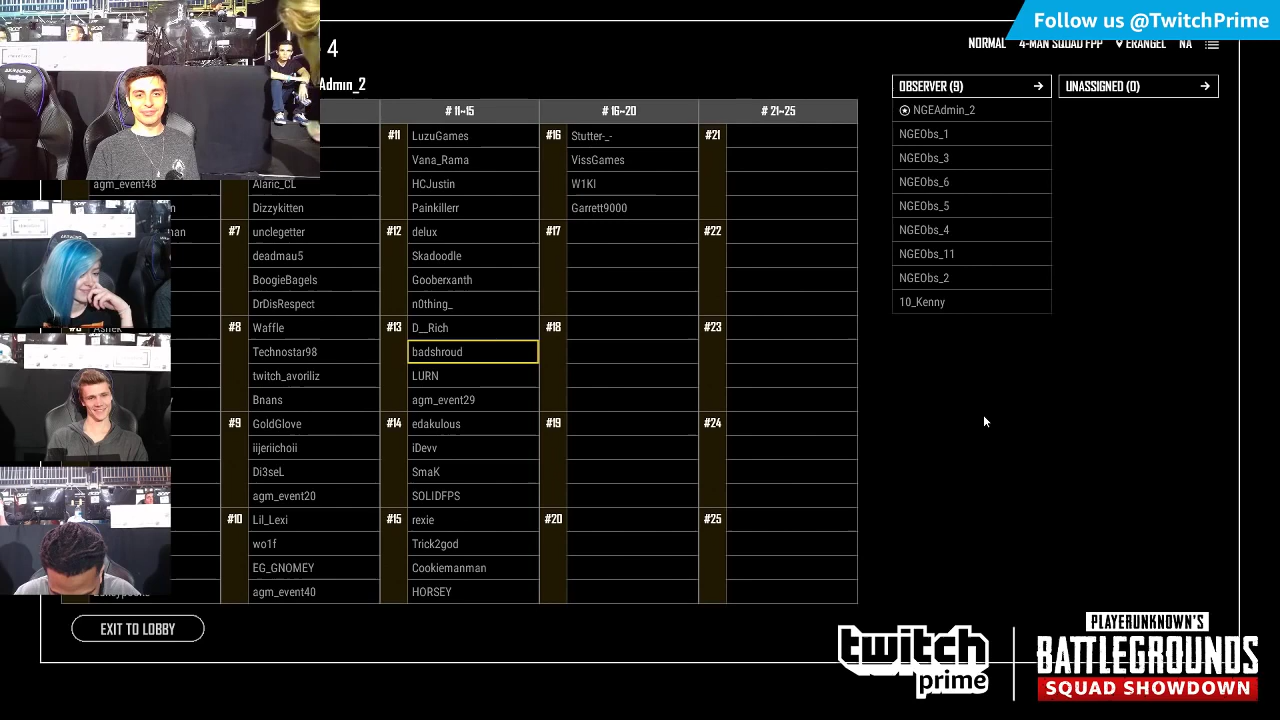 Follow us @TwitchPrime
4
NORMAL 4-MAN SQUAD FPP ERANGEL NA
Admin_2
OBSERVER (9)
UNASSIGNED (0)
# 11~15 # 16~20 # 21~25
NGEAdmin_2
NGEObs_1
NGEObs_3
NGEObs_6
NGEObs_5
NGEObs_4
NGEObs_11
NGEObs_2
10_Kenny
agm_event48
Alaric_CL
Dizzykitten
#7 unclegetter
deadmau5
BoogieBagels
DrDisRespect
#8 Waffle
Technostar98
twitch_avoriliz
Bnans
#9 GoldGlove
iijeriichoii
Di3seL
agm_event20
#10 Lil_Lexi
wo1f
EG_GNOMEY
agm_event40
#11 LuzuGames
Vana_Rama
HCJustin
Painkillerr
#12 delux
Skadoodle
Gooberxanth
n0thing_
#13 D__Rich
badshroud
LURN
agm_event29
#14 edakulous
iDevv
SmaK
SOLIDFPS
#15 rexie
Trick2god
Cookiemanman
HORSEY
#16 Stutter-_-
VissGames
W1KI
Garrett9000
#17
#18
#19
#20
#21
#22
#23
#24
#25
EXIT TO LOBBY
twitch
prime
PLAYERUNKNOWN'S
BATTLEGROUNDS
SQUAD SHOWDOWN